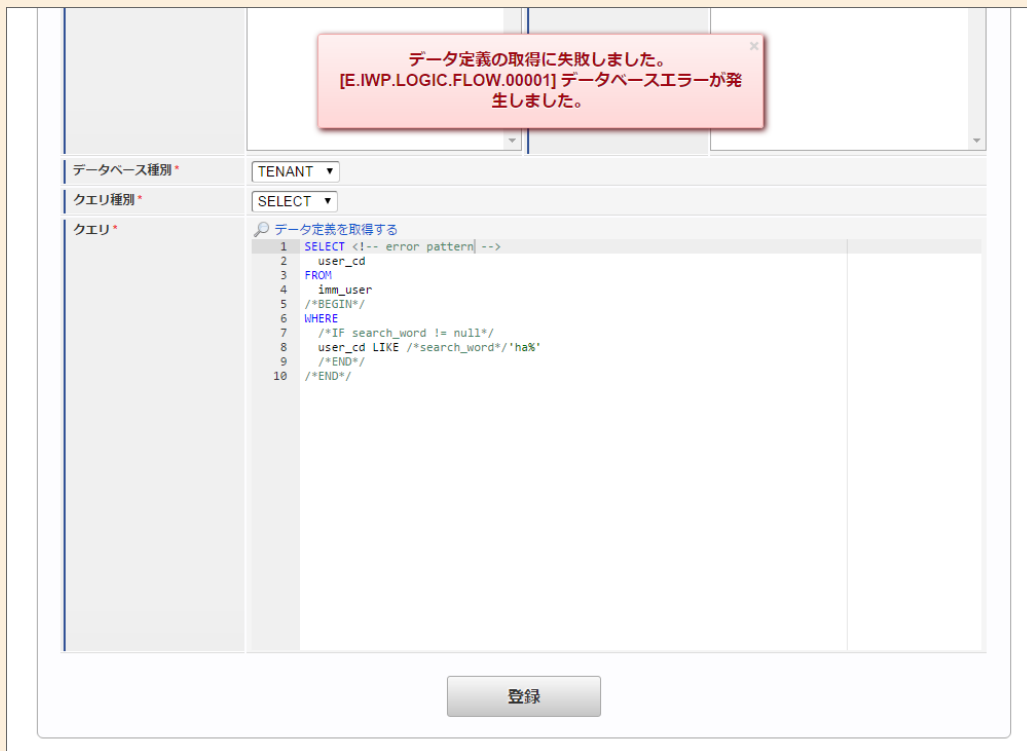 データ定義の取得に失敗しました。
[E.IWP.LOGIC.FLOW.00001] データベースエラーが発
生しました。
×
データベース種別*
TENANT ▼
クエリ種別*
SELECT ▼
クエリ*
データ定義を取得する
1 SELECT <!-- error pattern -->
2   user_cd
3 FROM
4   imm_user
5 /*BEGIN*/
6 WHERE
7   /*IF search_word != null*/
8   user_cd LIKE /*search_word*/'ha%'
9   /*END*/
10 /*END*/
登録